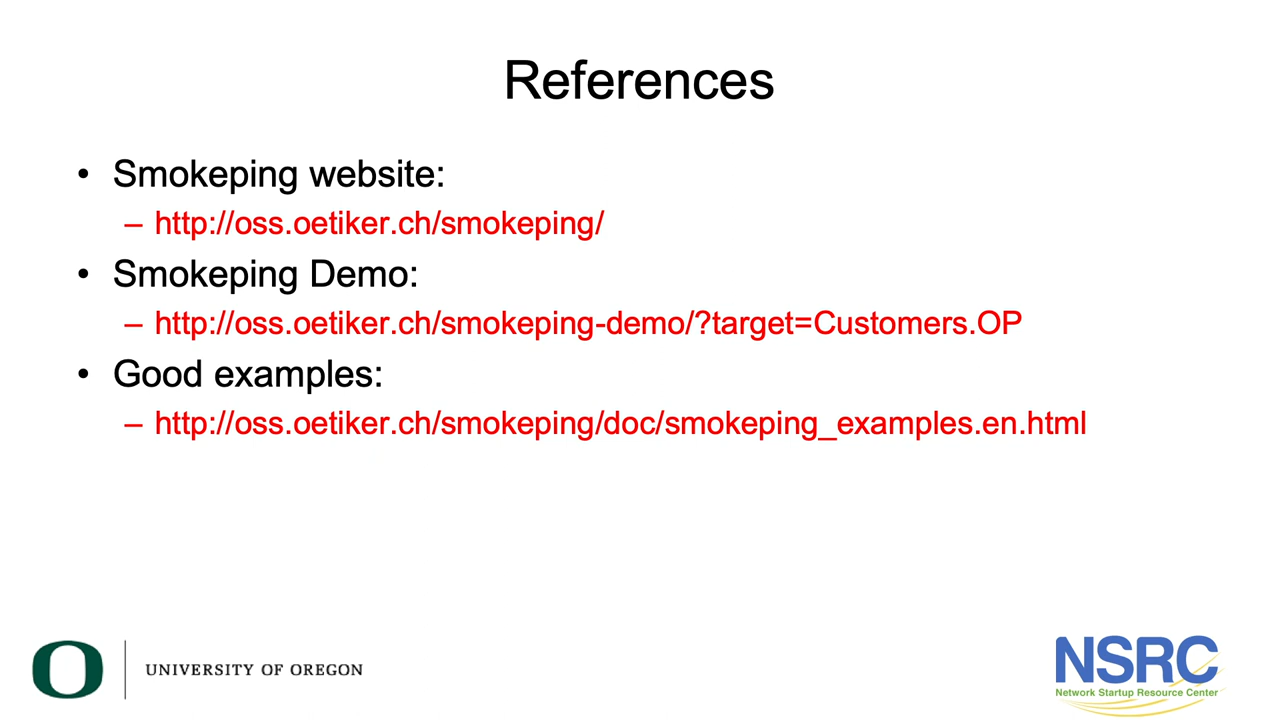 References
• Smokeping website:
– http://oss.oetiker.ch/smokeping/
• Smokeping Demo:
– http://oss.oetiker.ch/smokeping-demo/?target=Customers.OP
• Good examples:
– http://oss.oetiker.ch/smokeping/doc/smokeping_examples.en.html
O
UNIVERSITY OF OREGON
NSRC
Network Startup Resource Center